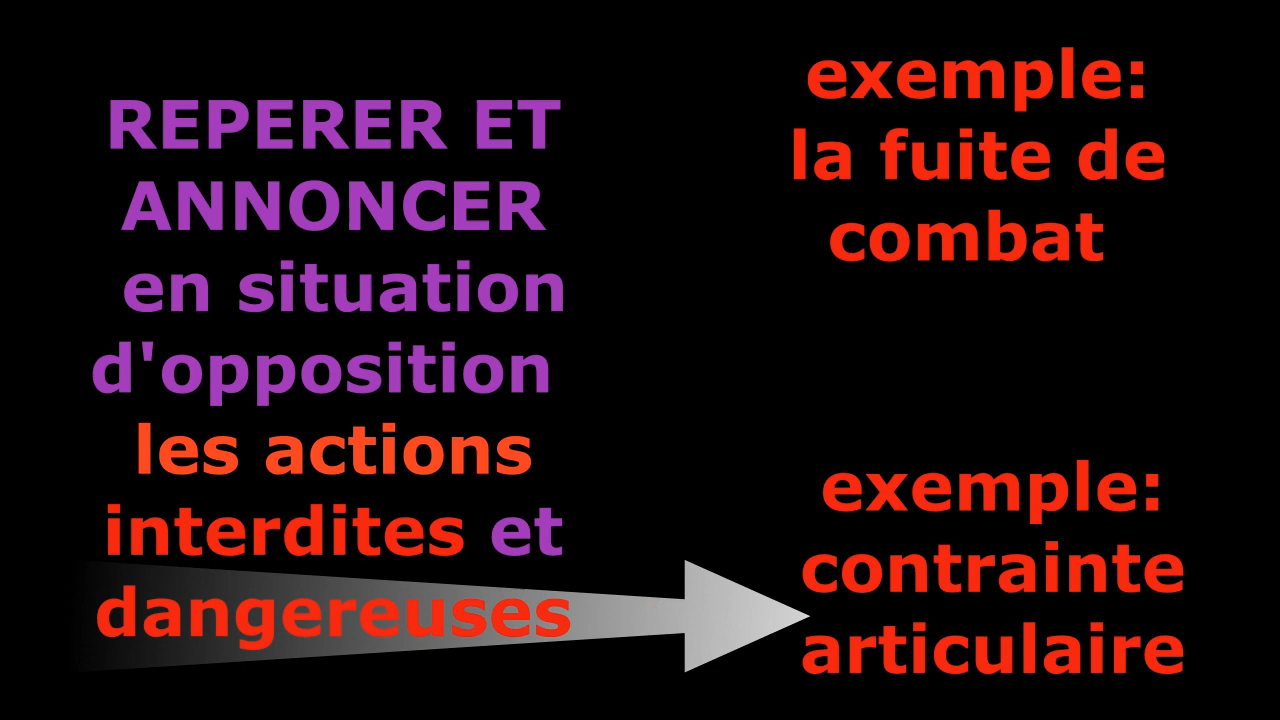 REPERER ET
ANNONCER
en situation
d'opposition
les actions
interdites et
dangereuses
exemple:
la fuite de
combat
exemple:
contrainte
articulaire